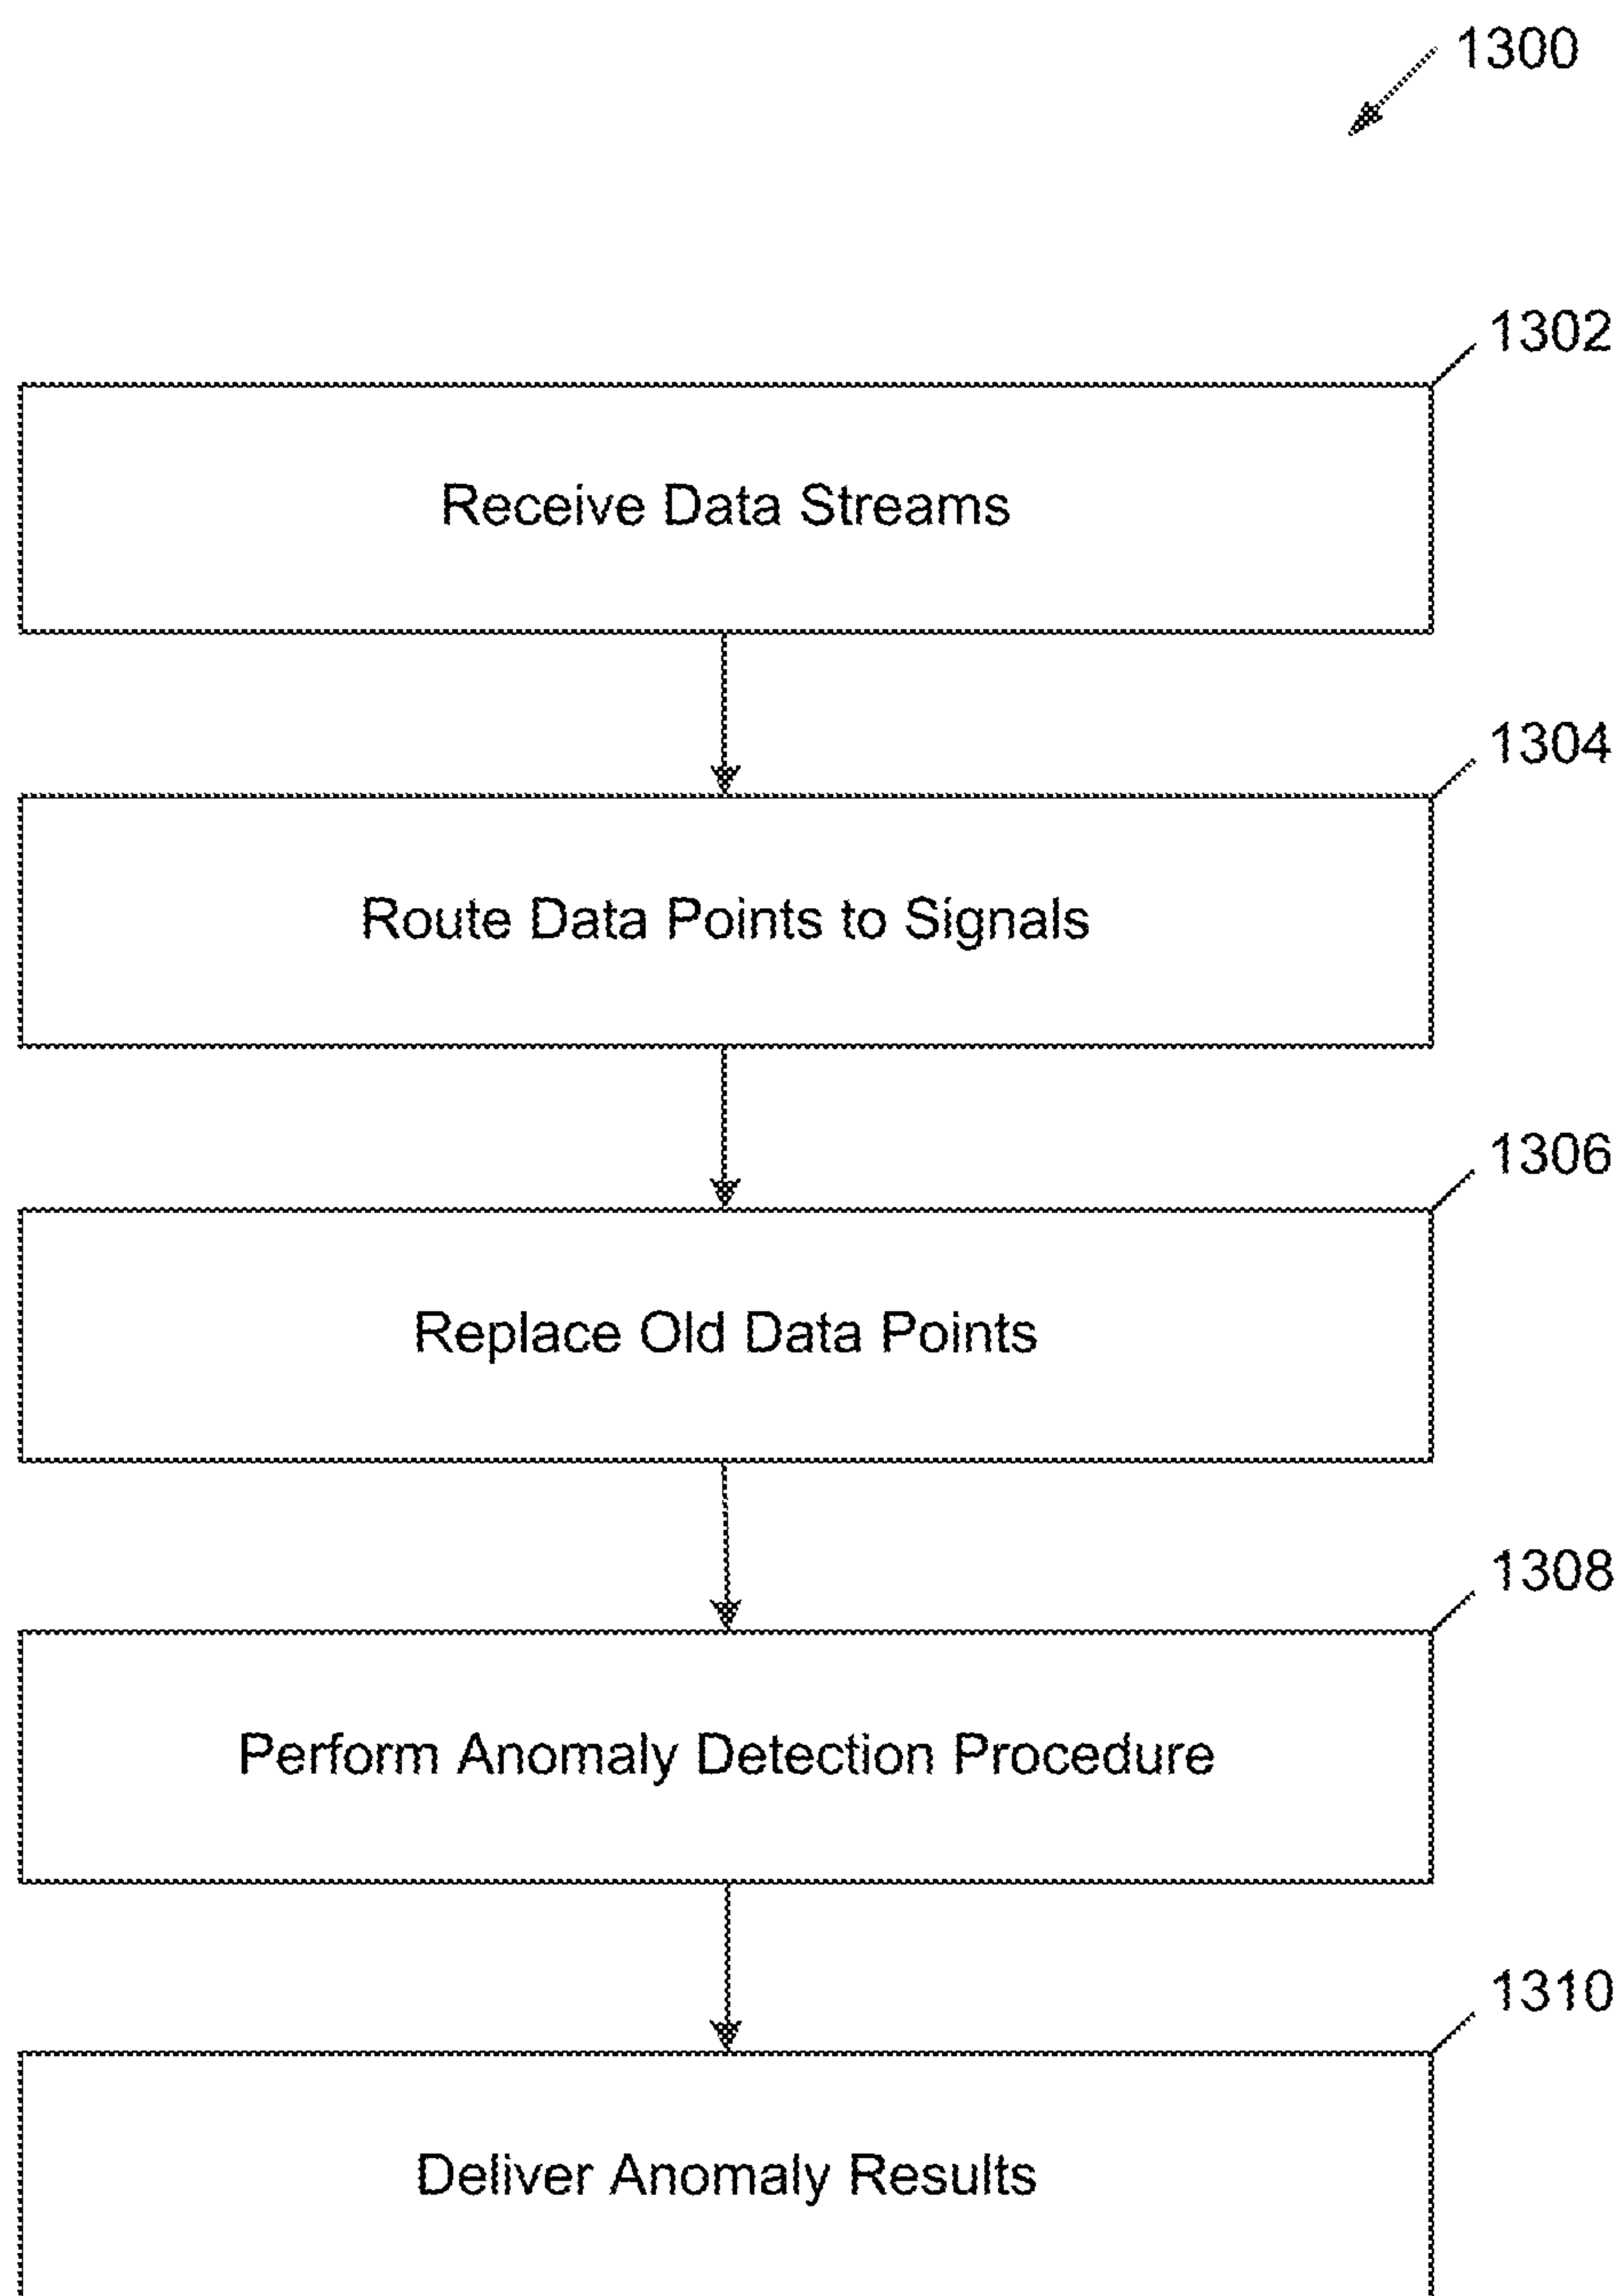 1300
1302
Receive Data Streams
1304
Route Data Points to Signals
1306
Replace Old Data Points
1308
Perform Anomaly Detection Procedure
1310
Deliver Anomaly Results